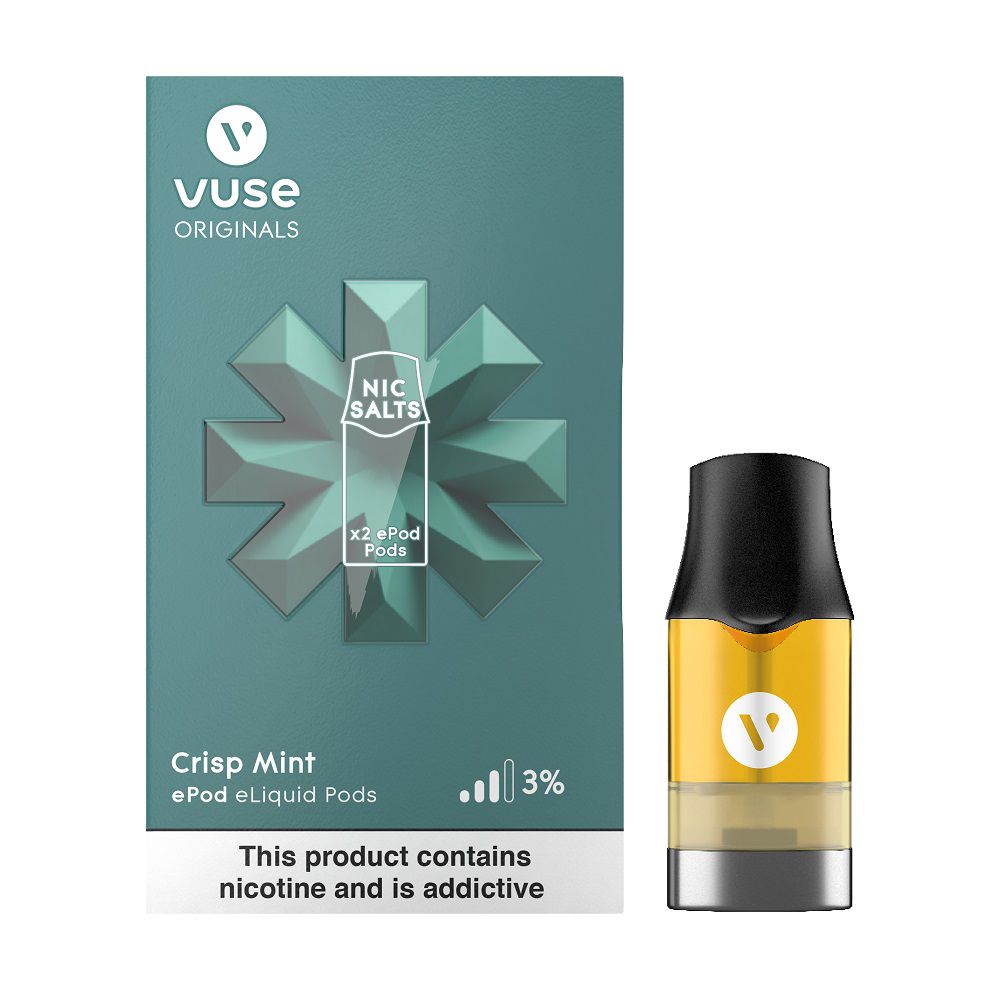 vuse
ORIGINALS
NIC
SALTS
x2 ePod
Pods
Crisp Mint
ePod eLiquid Pods
3%
This product contains
nicotine and is addictive